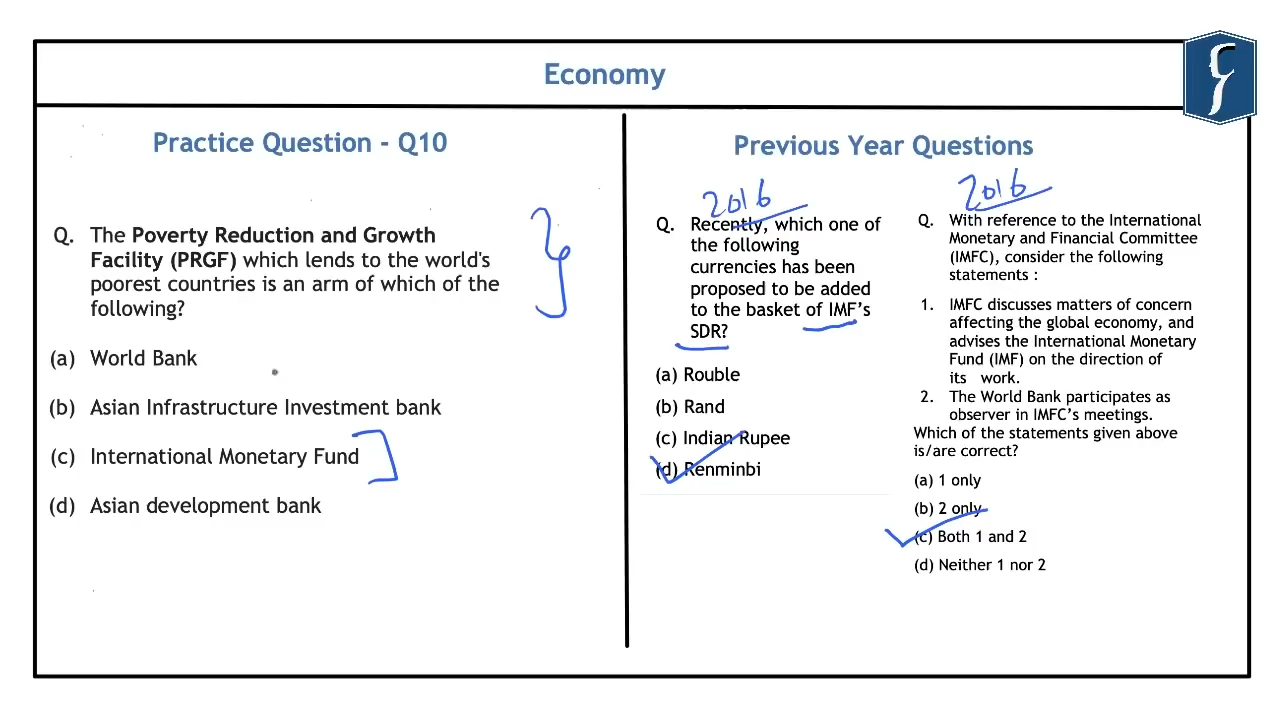 Economy
Practice Question - Q10
Q. The Poverty Reduction and Growth
Facility (PRGF) which lends to the world's
poorest countries is an arm of which of the
following?
(a) World Bank
(b) Asian Infrastructure Investment bank
(c) International Monetary Fund
(d) Asian development bank
Previous Year Questions
2016
Q. Recently, which one of
the following
currencies has been
proposed to be added
to the basket of IMF's
SDR?
(a) Rouble
(b) Rand
(c) Indian Rupee
(d) Renminbi
2016
Q. With reference to the International
Monetary and Financial Committee
(IMFC), consider the following
statements :
1. IMFC discusses matters of concern
affecting the global economy, and
advises the International Monetary
Fund (IMF) on the direction of
its work.
2. The World Bank participates as
observer in IMFC's meetings.
Which of the statements given above
is/are correct?
(a) 1 only
(b) 2 only
(c) Both 1 and 2
(d) Neither 1 nor 2